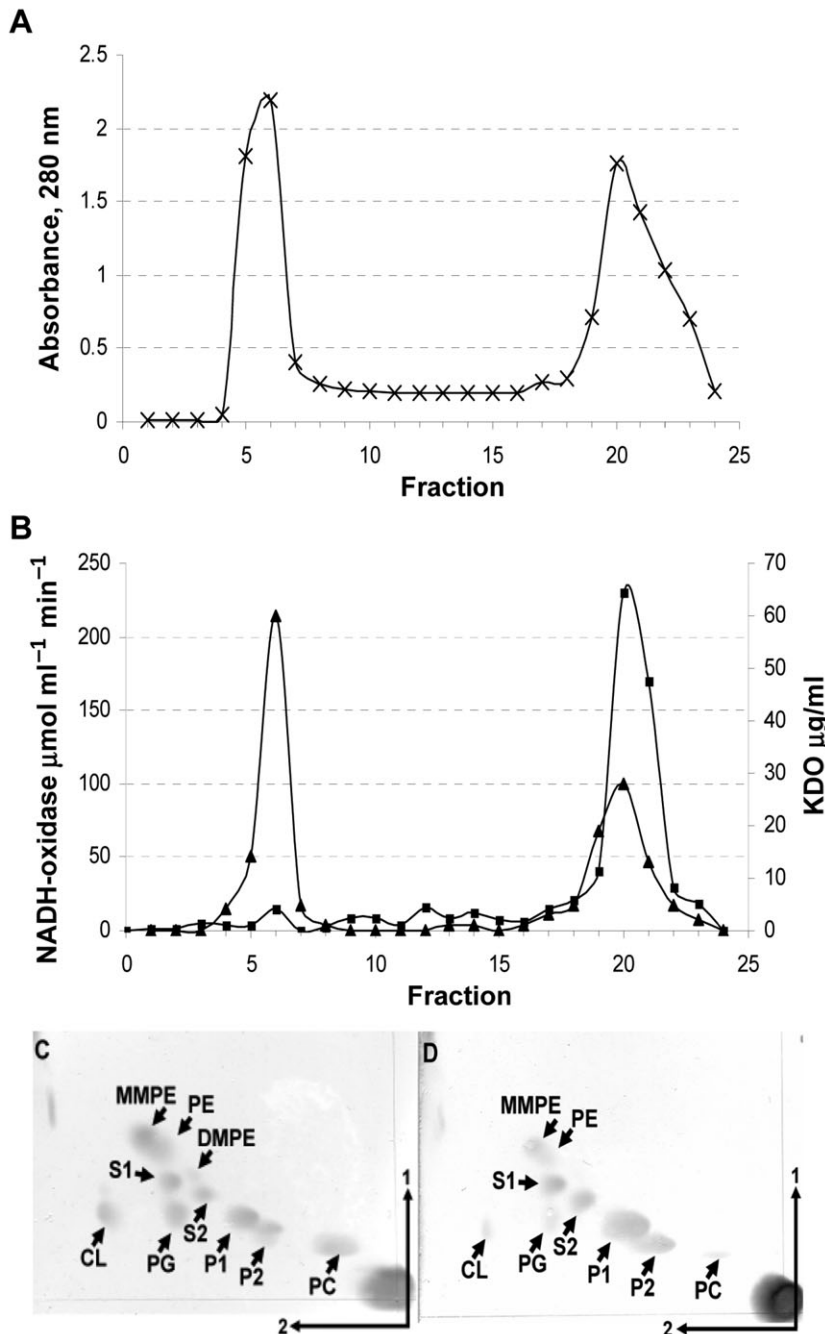 A
Absorbance, 280 nm
2.5
2
1.5
1
0.5
0
0 5 10 15 20 25
Fraction
B
NADH-oxidase μmol ml⁻¹ min⁻¹
250
200
150
100
50
0
70
60
50
40
30
20
10
0
KDO μg/ml
0 5 10 15 20 25
Fraction
C
MMPE
PE
DMPE
S1
CL
PG
S2
P1
P2
PC
1
2
D
MMPE
PE
S1
CL
PG
S2
P1
P2
PC
1
2